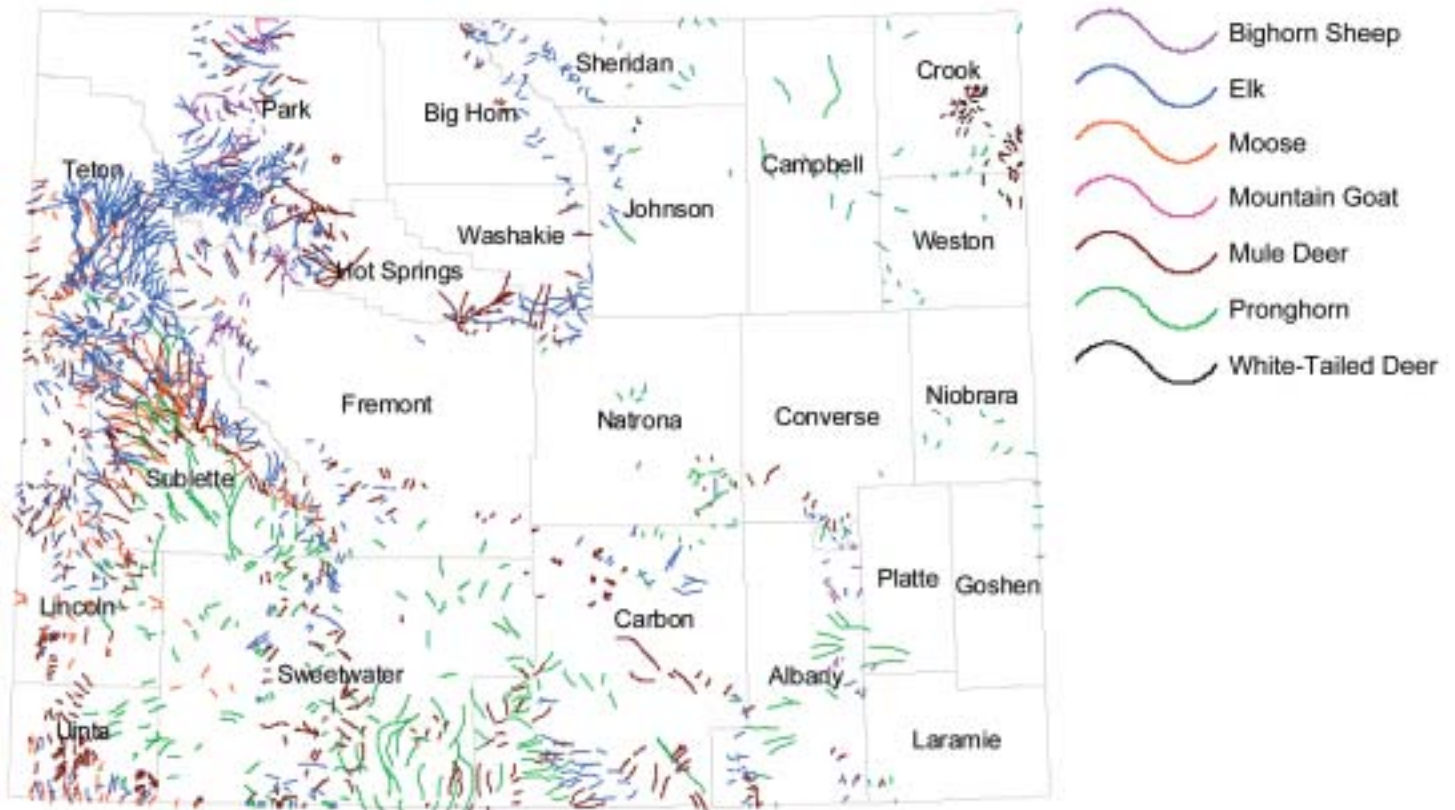 Sheridan
Crook
Park
Big Horn
Teton
Campbell
Johnson
Washakie
Weston
Hot Springs
Fremont
Natrona
Converse
Niobrara
Sublette
Platte
Goshen
Lincoln
Carbon
Sweetwater
Albany
Uinta
Laramie
Bighorn Sheep
Elk
Moose
Mountain Goat
Mule Deer
Pronghorn
White-Tailed Deer